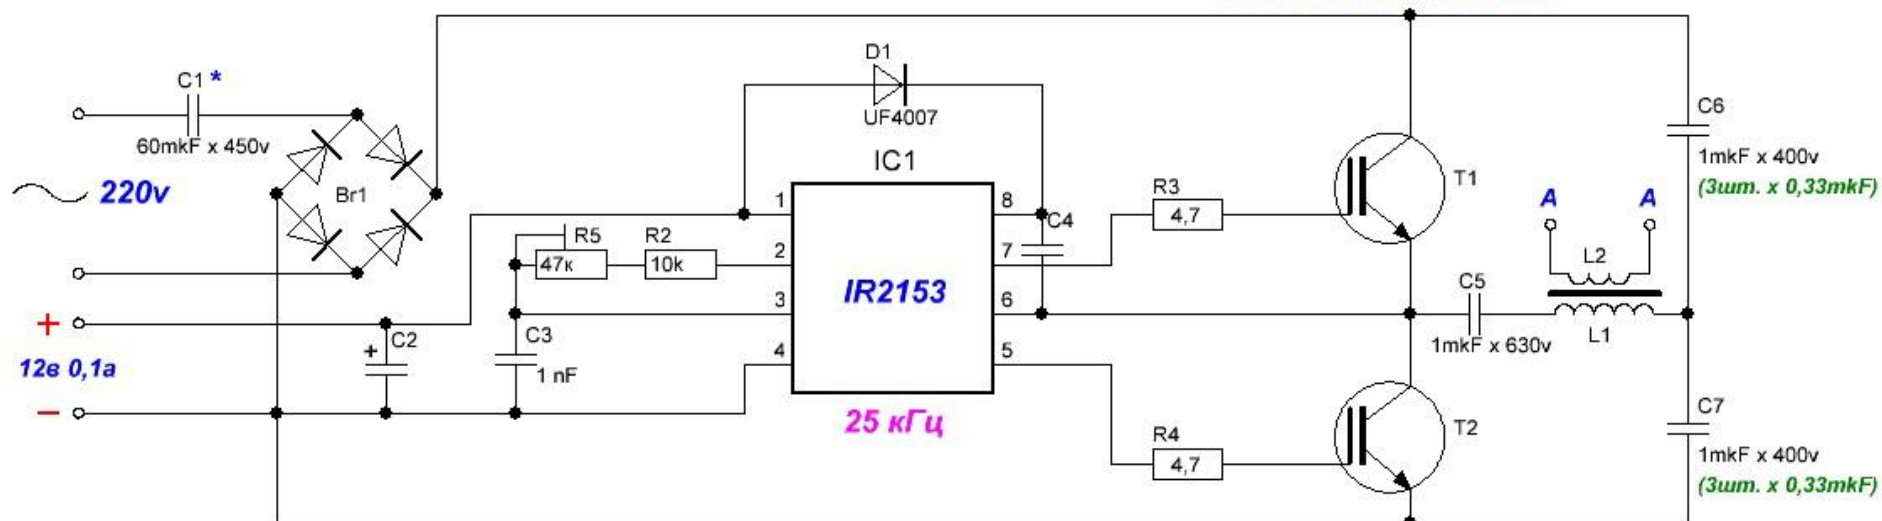 C1 *
60mkF x 450v
220v
Br1
+
12в 0,1а
−
C2
+
R5
47к
R2
10k
C3
1 nF
D1
UF4007
IC1
IR2153
1
2
3
4
8
7
6
5
25 кГц
C4
R3
4,7
R4
4,7
T1
T2
C5
1mkF x 630v
A
A
L2
L1
C6
1mkF x 400v
(3шт. x 0,33mkF)
C7
1mkF x 400v
(3шт. x 0,33mkF)